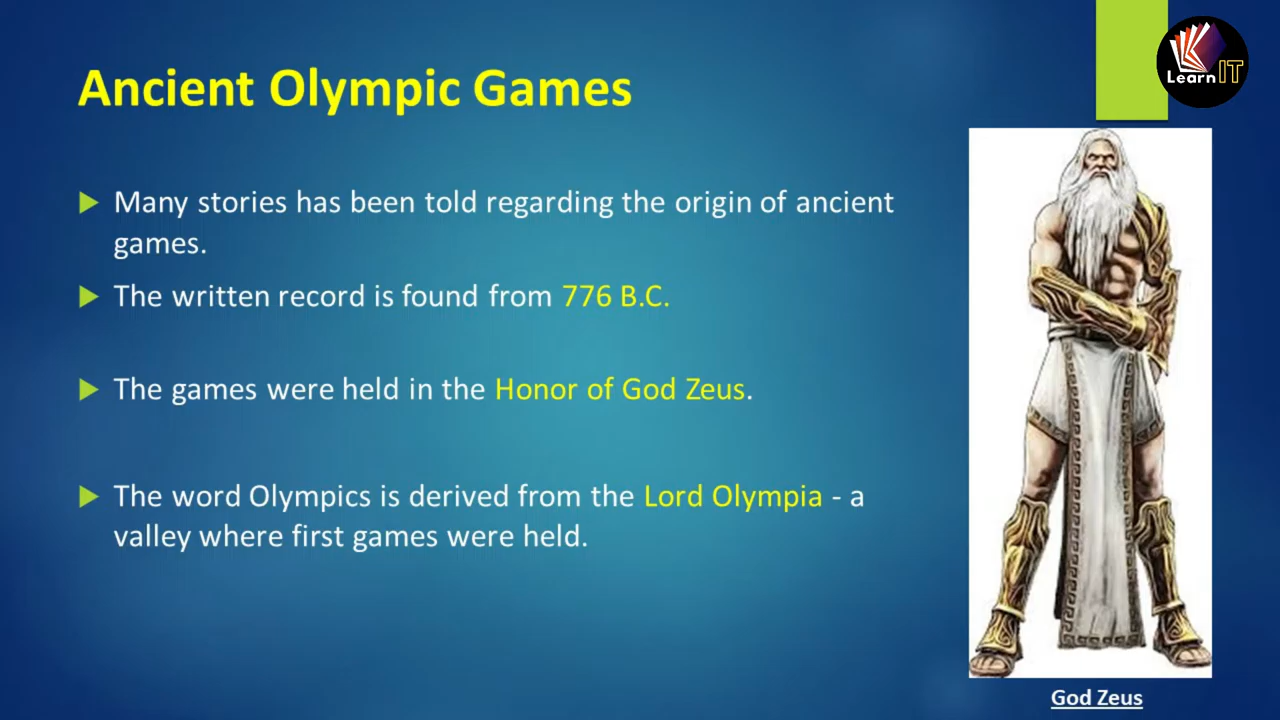 Learn IT
Ancient Olympic Games
Many stories has been told regarding the origin of ancient
games.
The written record is found from 776 B.C.
The games were held in the Honor of God Zeus.
The word Olympics is derived from the Lord Olympia - a
valley where first games were held.
God Zeus